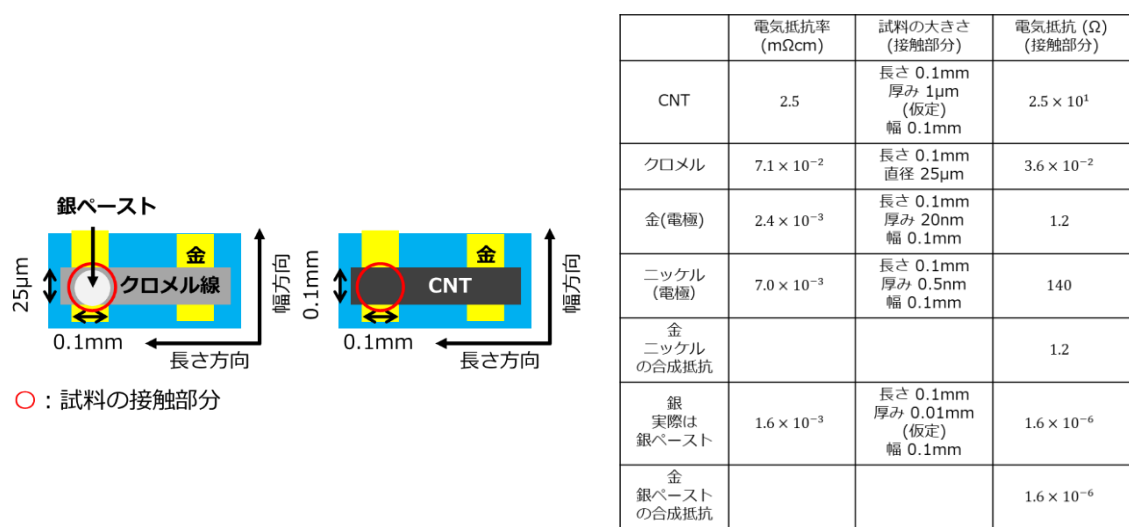 銀ペースト
金
クロメル線
25μm
0.1mm
幅方向
長さ方向
金
CNT
0.1mm
0.1mm
幅方向
長さ方向
○：試料の接触部分
電気抵抗率
(mΩcm)
試料の大きさ
(接触部分)
電気抵抗 (Ω)
(接触部分)
CNT
2.5
長さ 0.1mm
厚み 1μm
(仮定)
幅 0.1mm
2.5 × 10¹
クロメル
7.1 × 10⁻²
長さ 0.1mm
直径 25μm
3.6 × 10⁻²
金(電極)
2.4 × 10⁻³
長さ 0.1mm
厚み 20nm
幅 0.1mm
1.2
ニッケル
(電極)
7.0 × 10⁻³
長さ 0.1mm
厚み 0.5nm
幅 0.1mm
140
金
ニッケル
の合成抵抗
1.2
銀
実際は
銀ペースト
1.6 × 10⁻³
長さ 0.1mm
厚み 0.01mm
(仮定)
幅 0.1mm
1.6 × 10⁻⁶
金
銀ペースト
の合成抵抗
1.6 × 10⁻⁶